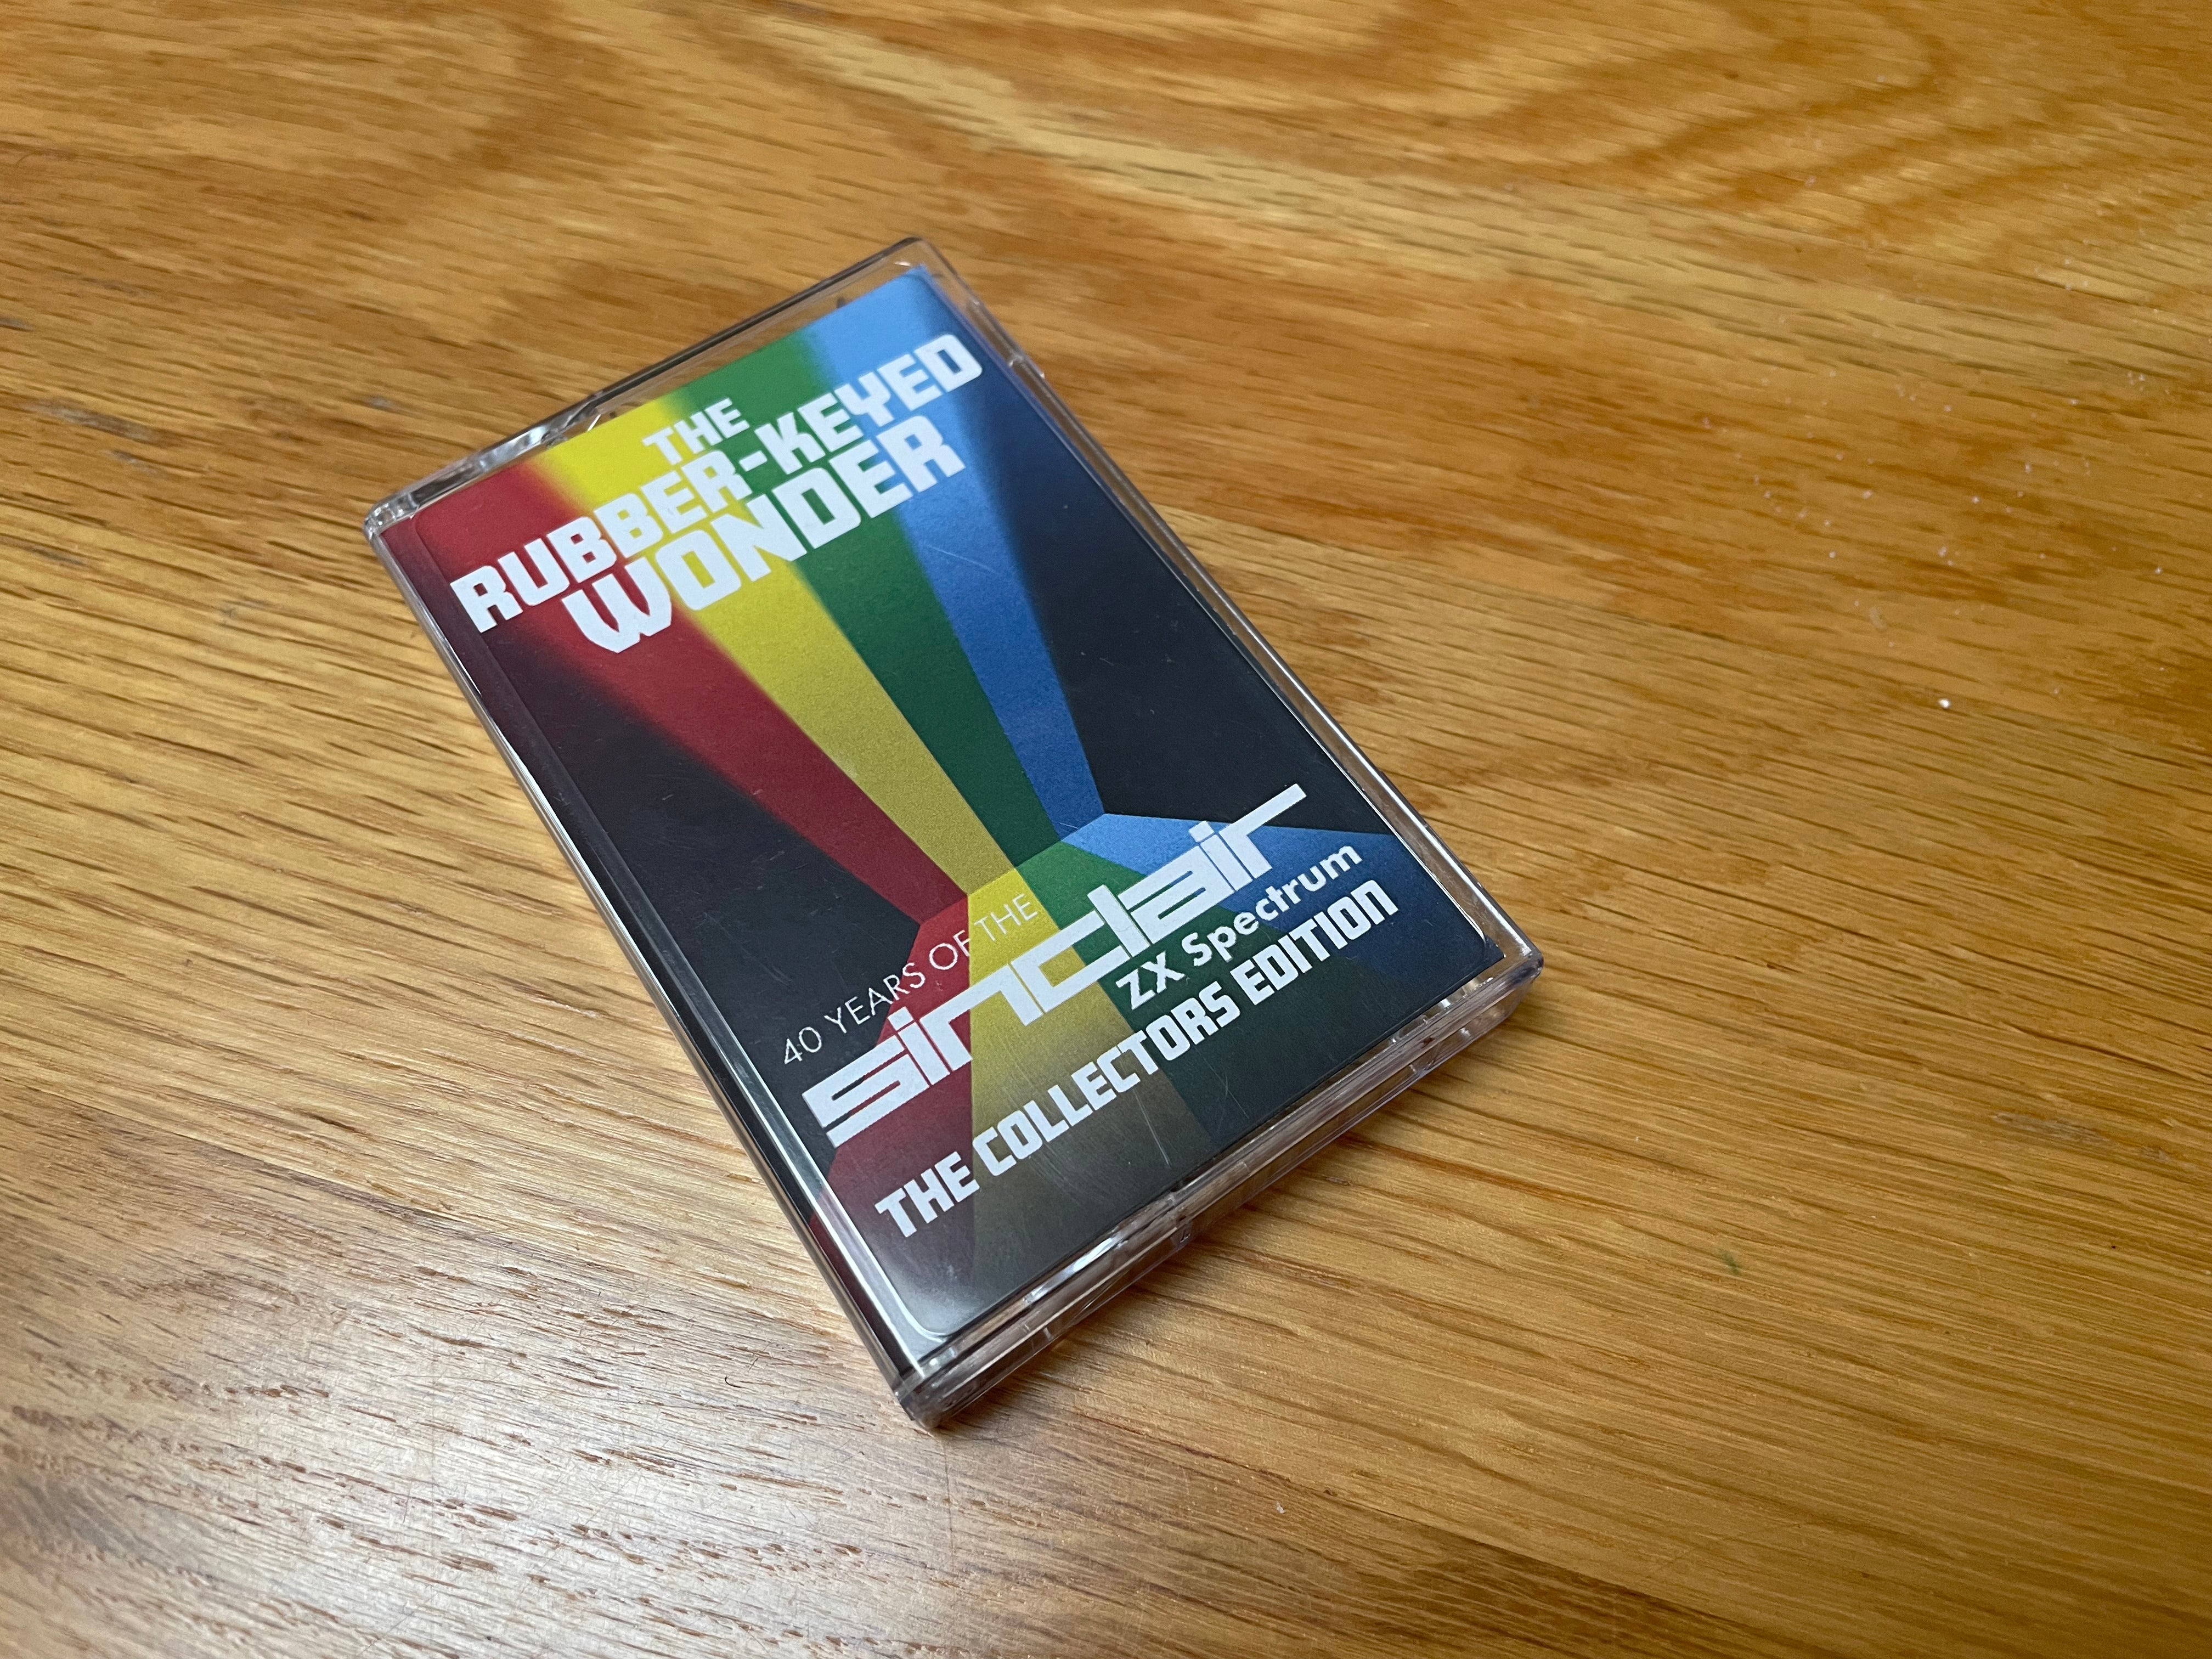 THE
RUBBER-KEYED
WONDER
40 YEARS OF THE
sinclair
ZX Spectrum
THE COLLECTORS EDITION